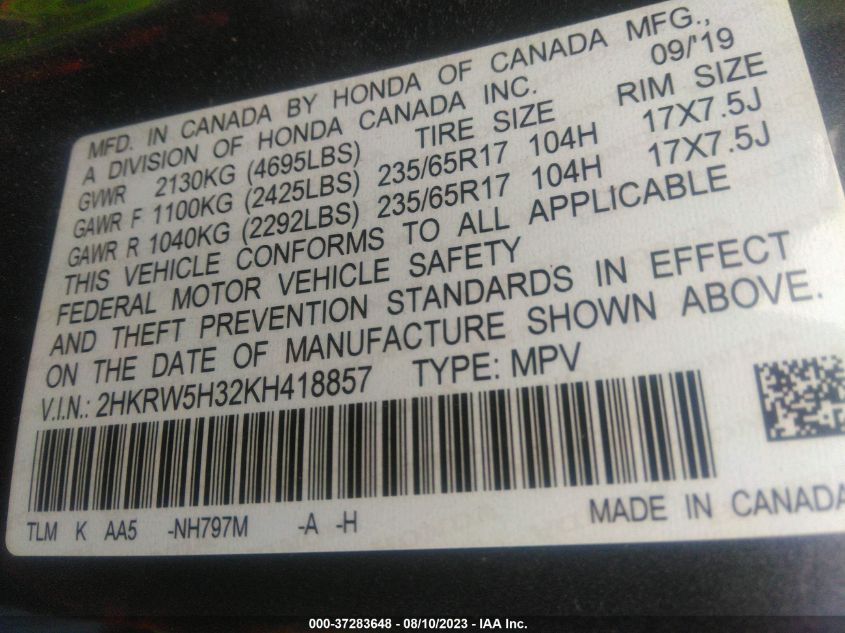 MFD. IN CANADA BY HONDA OF CANADA MFG.,
A DIVISION OF HONDA CANADA INC. 09/'19
GVWR 2130KG (4695LBS) TIRE SIZE RIM SIZE
GAWR F 1100KG (2425LBS) 235/65R17 104H 17X7.5J
GAWR R 1040KG (2292LBS) 235/65R17 104H 17X7.5J
THIS VEHICLE CONFORMS TO ALL APPLICABLE
FEDERAL MOTOR VEHICLE SAFETY
AND THEFT PREVENTION STANDARDS IN EFFECT
ON THE DATE OF MANUFACTURE SHOWN ABOVE.
V.I.N.: 2HKRW5H32KH418857 TYPE: MPV
TLM K AA5 -NH797M -A -H MADE IN CANADA
000-37283648 - 08/10/2023 - IAA Inc.